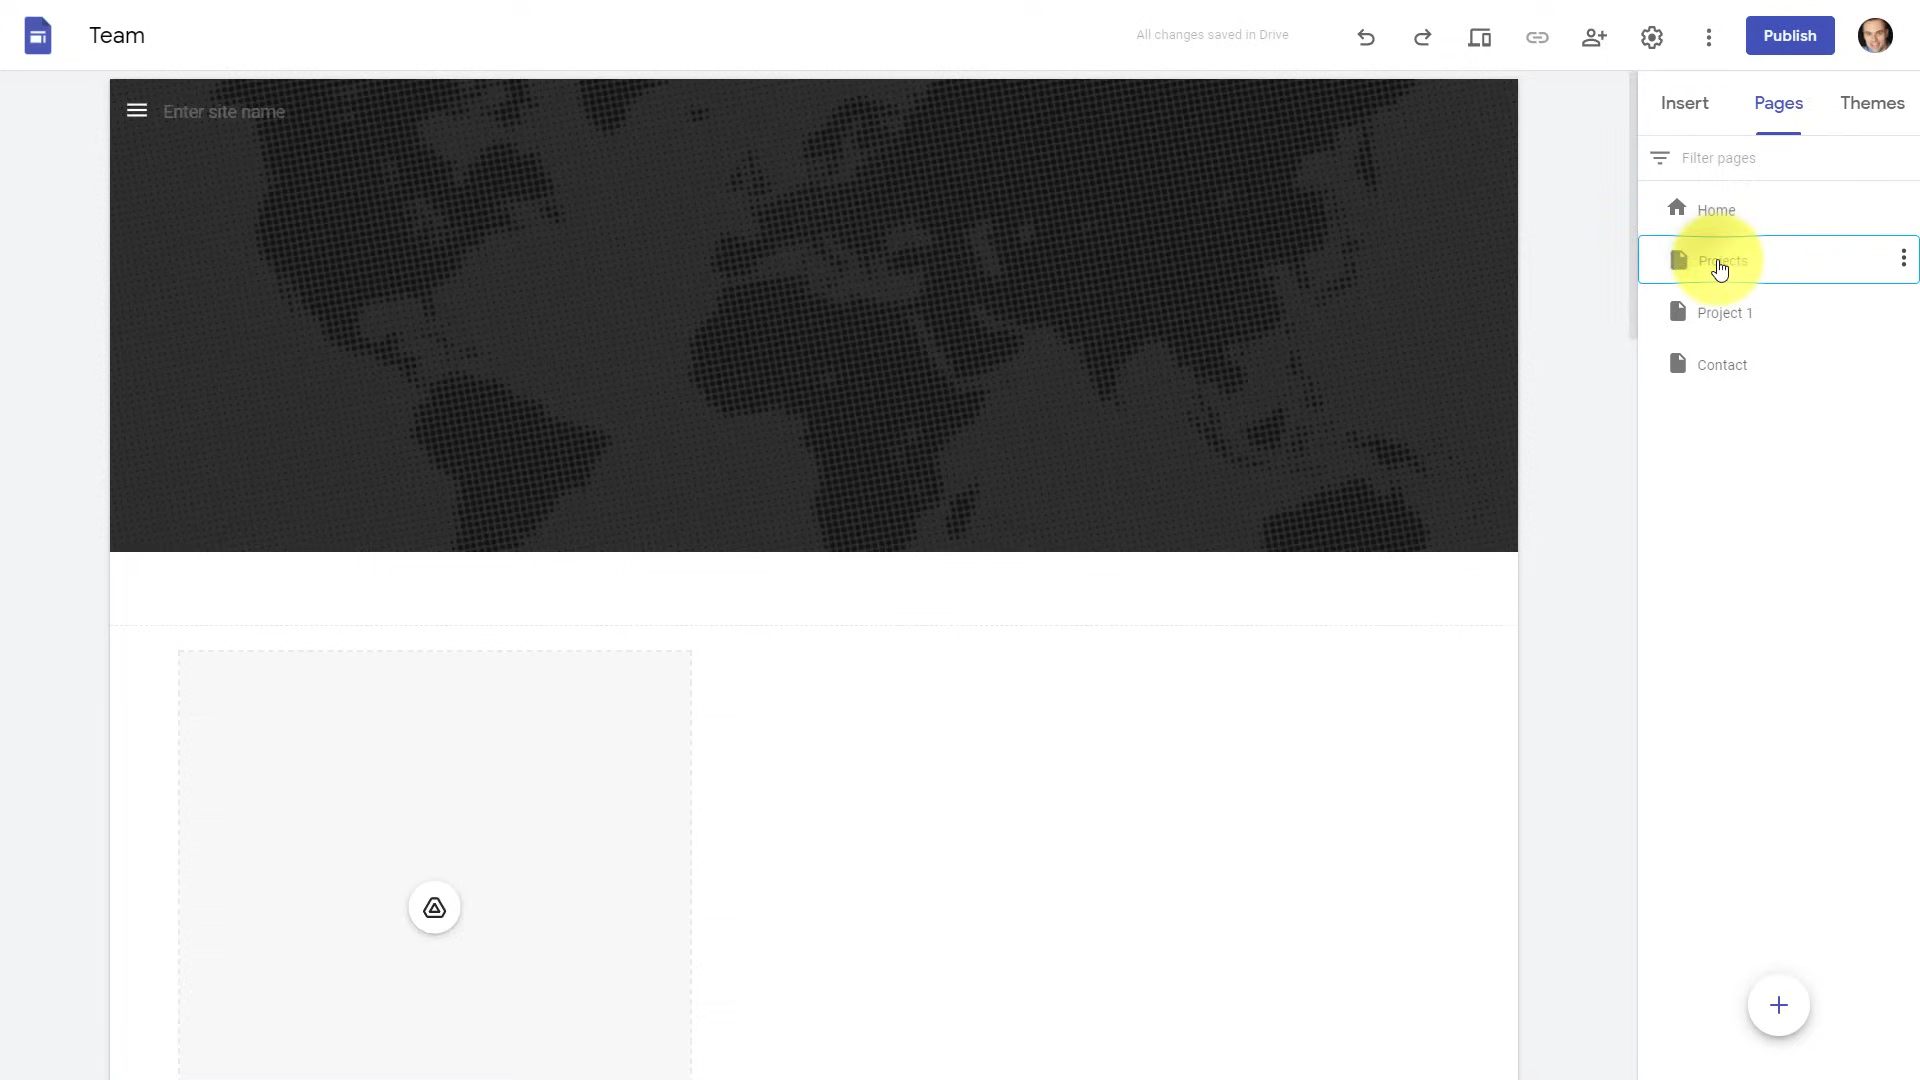 Team
All changes saved in Drive
Publish
Enter site name
Insert
Pages
Themes
Filter pages
Home
Projects
Project 1
Contact